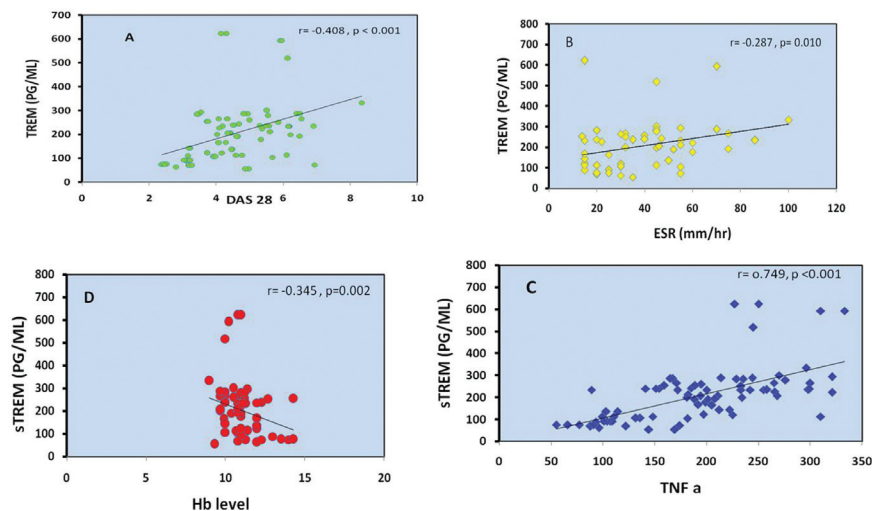 A
r= -0.408 , p < 0.001
TREM (PG/ML)
700
600
500
400
300
200
100
0
0 2 4 6 8 10
DAS 28
B
r= -0.287, p= 0.010
TREM (PG/ML)
800
700
600
500
400
300
200
100
0
0 20 40 60 80 100 120
ESR (mm/hr)
D
r= -0.345 , p=0.002
sTREM (PG/ML)
800
700
600
500
400
300
200
100
0
0 5 10 15 20
Hb level
C
r= o.749, p <0.001
sTREM (PG/ML)
800
700
600
500
400
300
200
100
0
0 50 100 150 200 250 300 350
TNF a